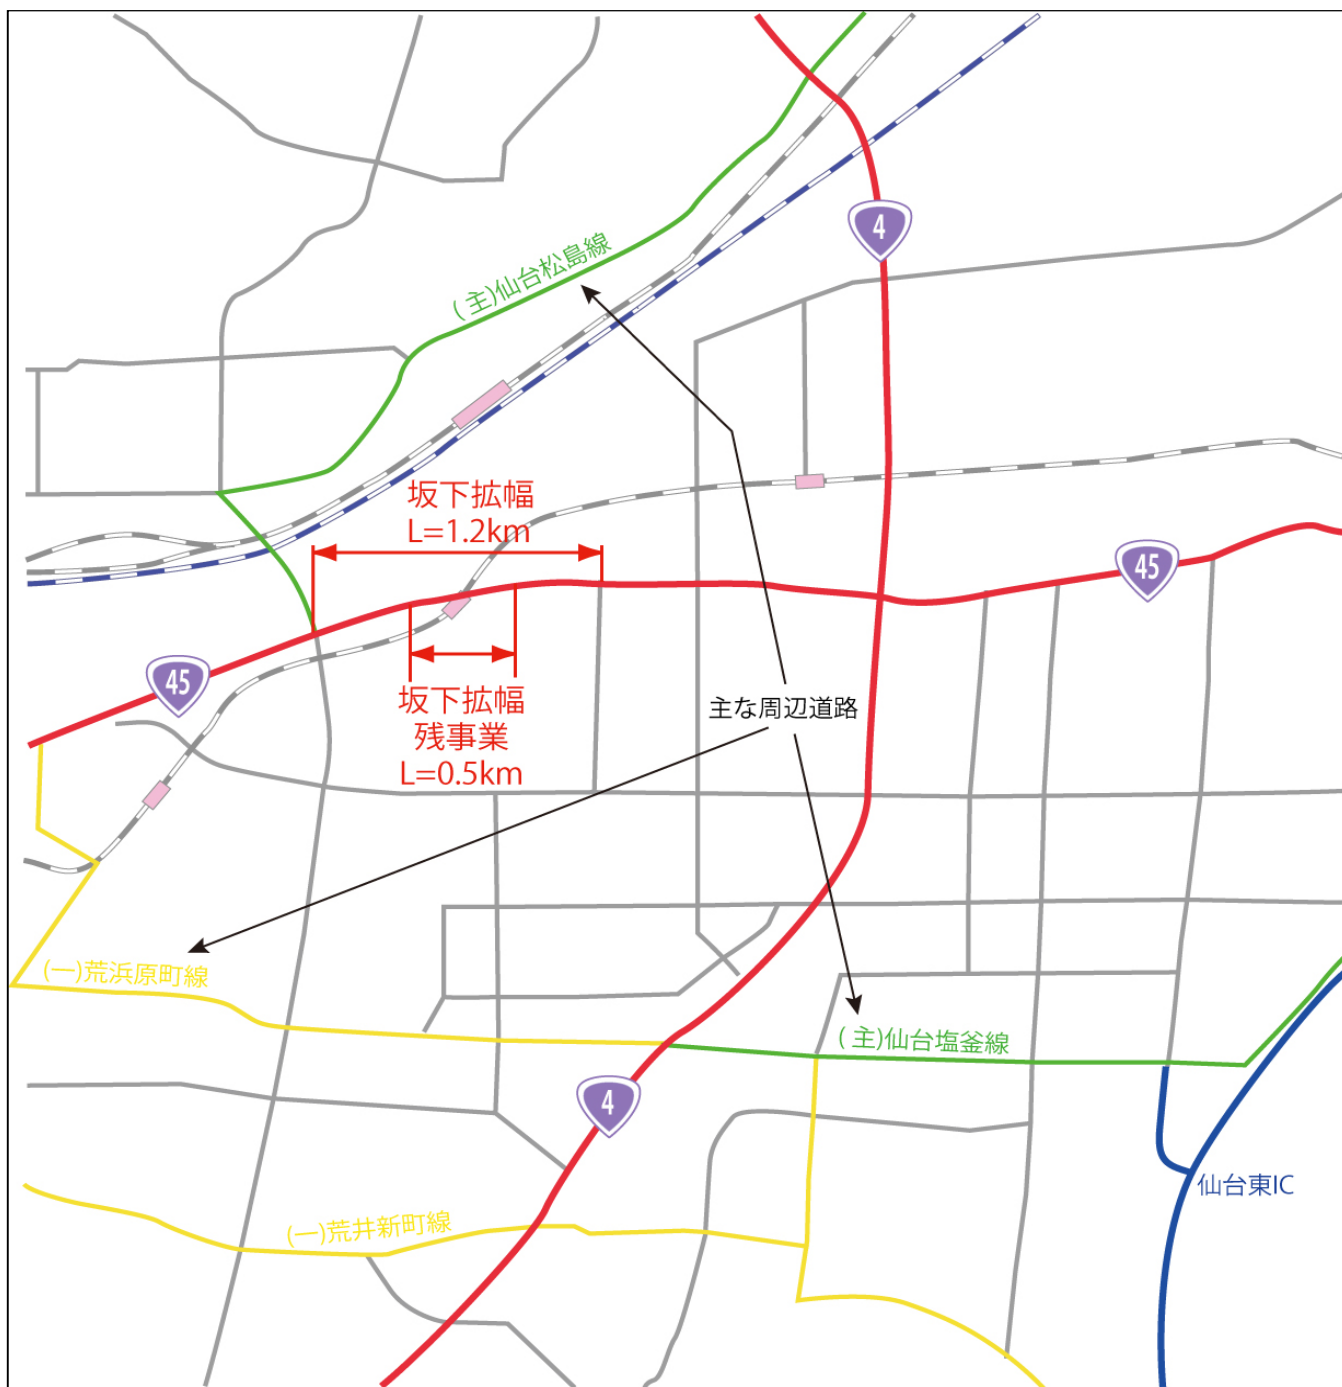 4
(主)仙台松島線
坂下拡幅
L=1.2km
45
45
坂下拡幅
残事業
L=0.5km
主な周辺道路
(一)荒浜原町線
(主)仙台塩釜線
4
仙台東IC
(一)荒井新町線